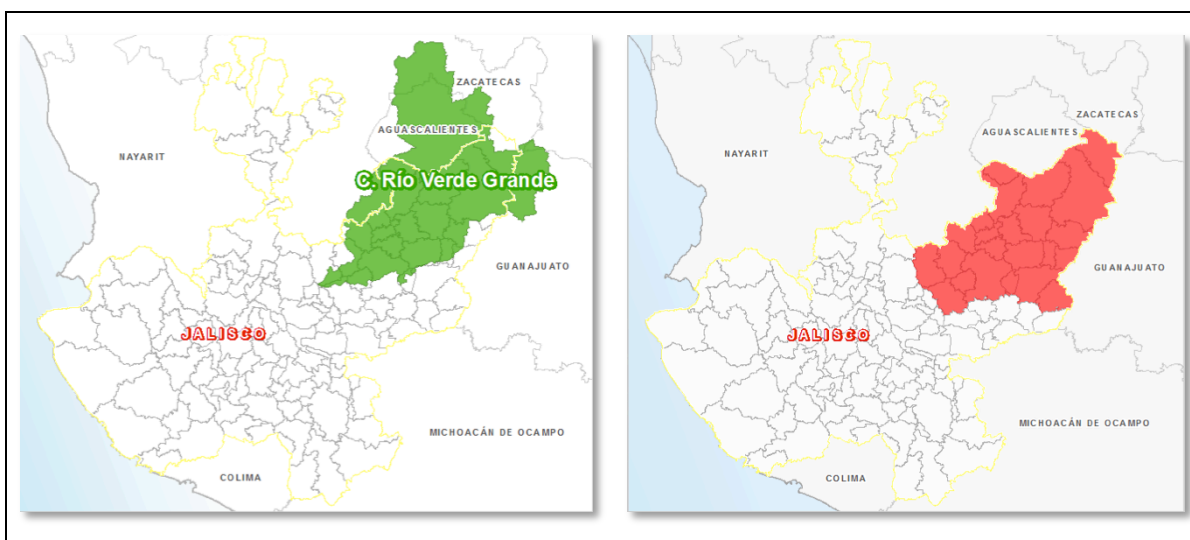 ZACATECAS
AGUASCALIENTES
NAYARIT
C. Río Verde Grande
GUANAJUATO
JALISCO
MICHOACÁN DE OCAMPO
COLIMA
ZACATECAS
AGUASCALIENTES
NAYARIT
GUANAJUATO
JALISCO
MICHOACÁN DE OCAMPO
COLIMA